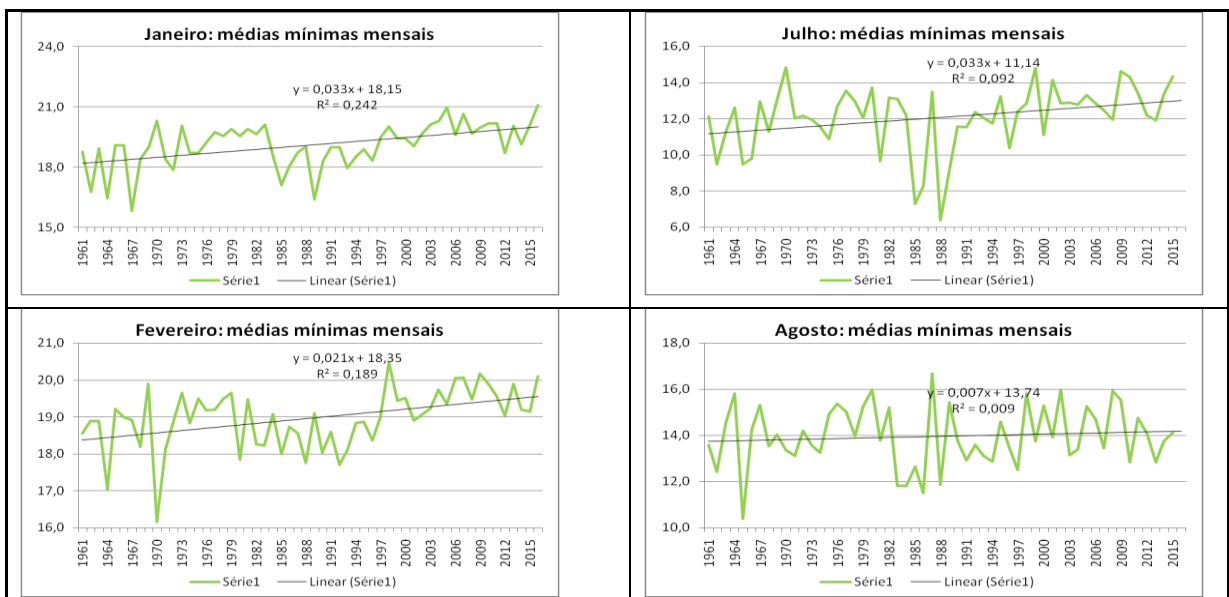 Janeiro: médias mínimas mensais
24,0
21,0
18,0
15,0
y = 0,033x + 18,15
R² = 0,242
1961 1964 1967 1970 1973 1976 1979 1982 1985 1988 1991 1994 1997 2000 2003 2006 2009 2012 2015
Série1 Linear (Série1)
Julho: médias mínimas mensais
16,0
14,0
12,0
10,0
8,0
6,0
y = 0,033x + 11,14
R² = 0,092
1961 1964 1967 1970 1973 1976 1979 1982 1985 1988 1991 1994 1997 2000 2003 2006 2009 2012 2015
Série1 Linear (Série1)
Fevereiro: médias mínimas mensais
21,0
20,0
19,0
18,0
17,0
16,0
y = 0,021x + 18,35
R² = 0,189
1961 1964 1967 1970 1973 1976 1979 1982 1985 1988 1991 1994 1997 2000 2003 2006 2009 2012 2015
Série1 Linear (Série1)
Agosto: médias mínimas mensais
18,0
16,0
14,0
12,0
10,0
y = 0,007x + 13,74
R² = 0,009
1961 1964 1967 1970 1973 1976 1979 1982 1985 1988 1991 1994 1997 2000 2003 2006 2009 2012 2015
Série1 Linear (Série1)